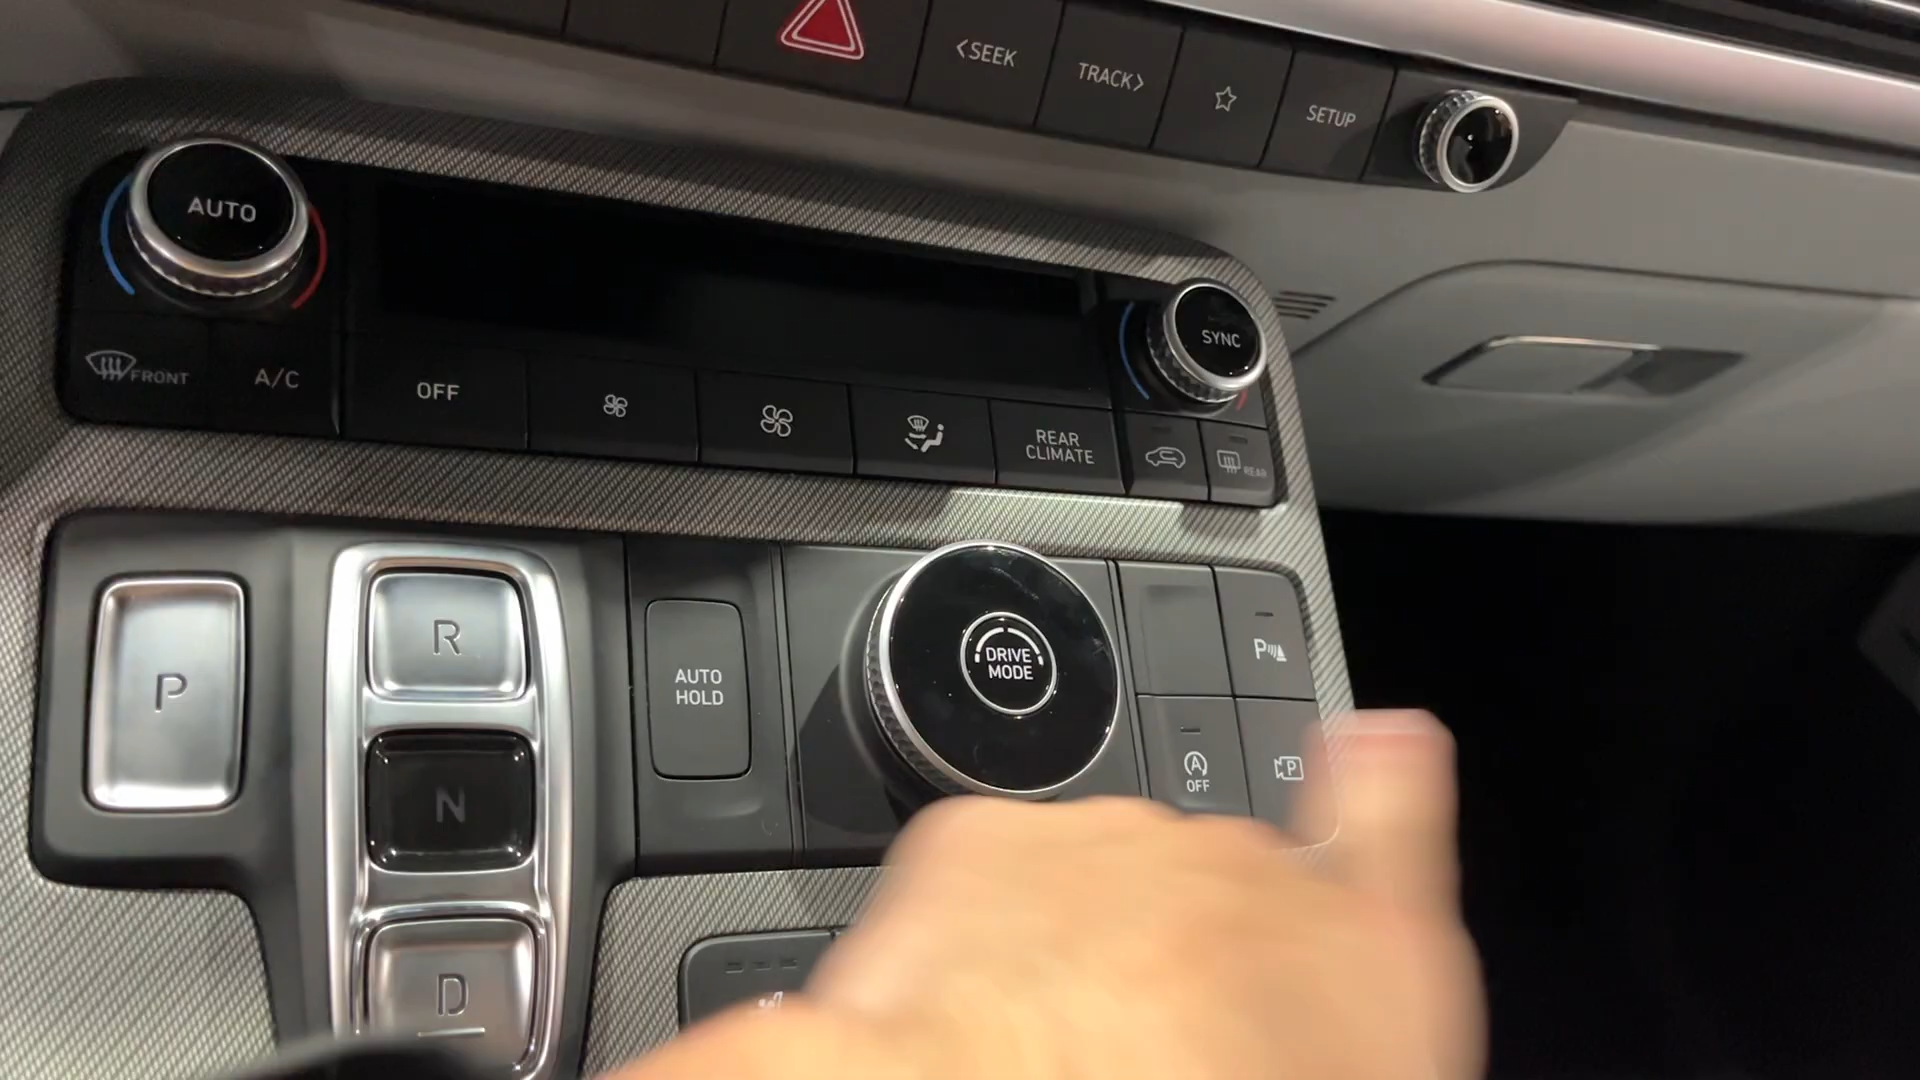 <SEEK
TRACK>
SETUP
AUTO
SYNC
FRONT
A/C
OFF
REAR
CLIMATE
REAR
P
R
N
D
AUTO
HOLD
DRIVE
MODE
P
A
OFF
P